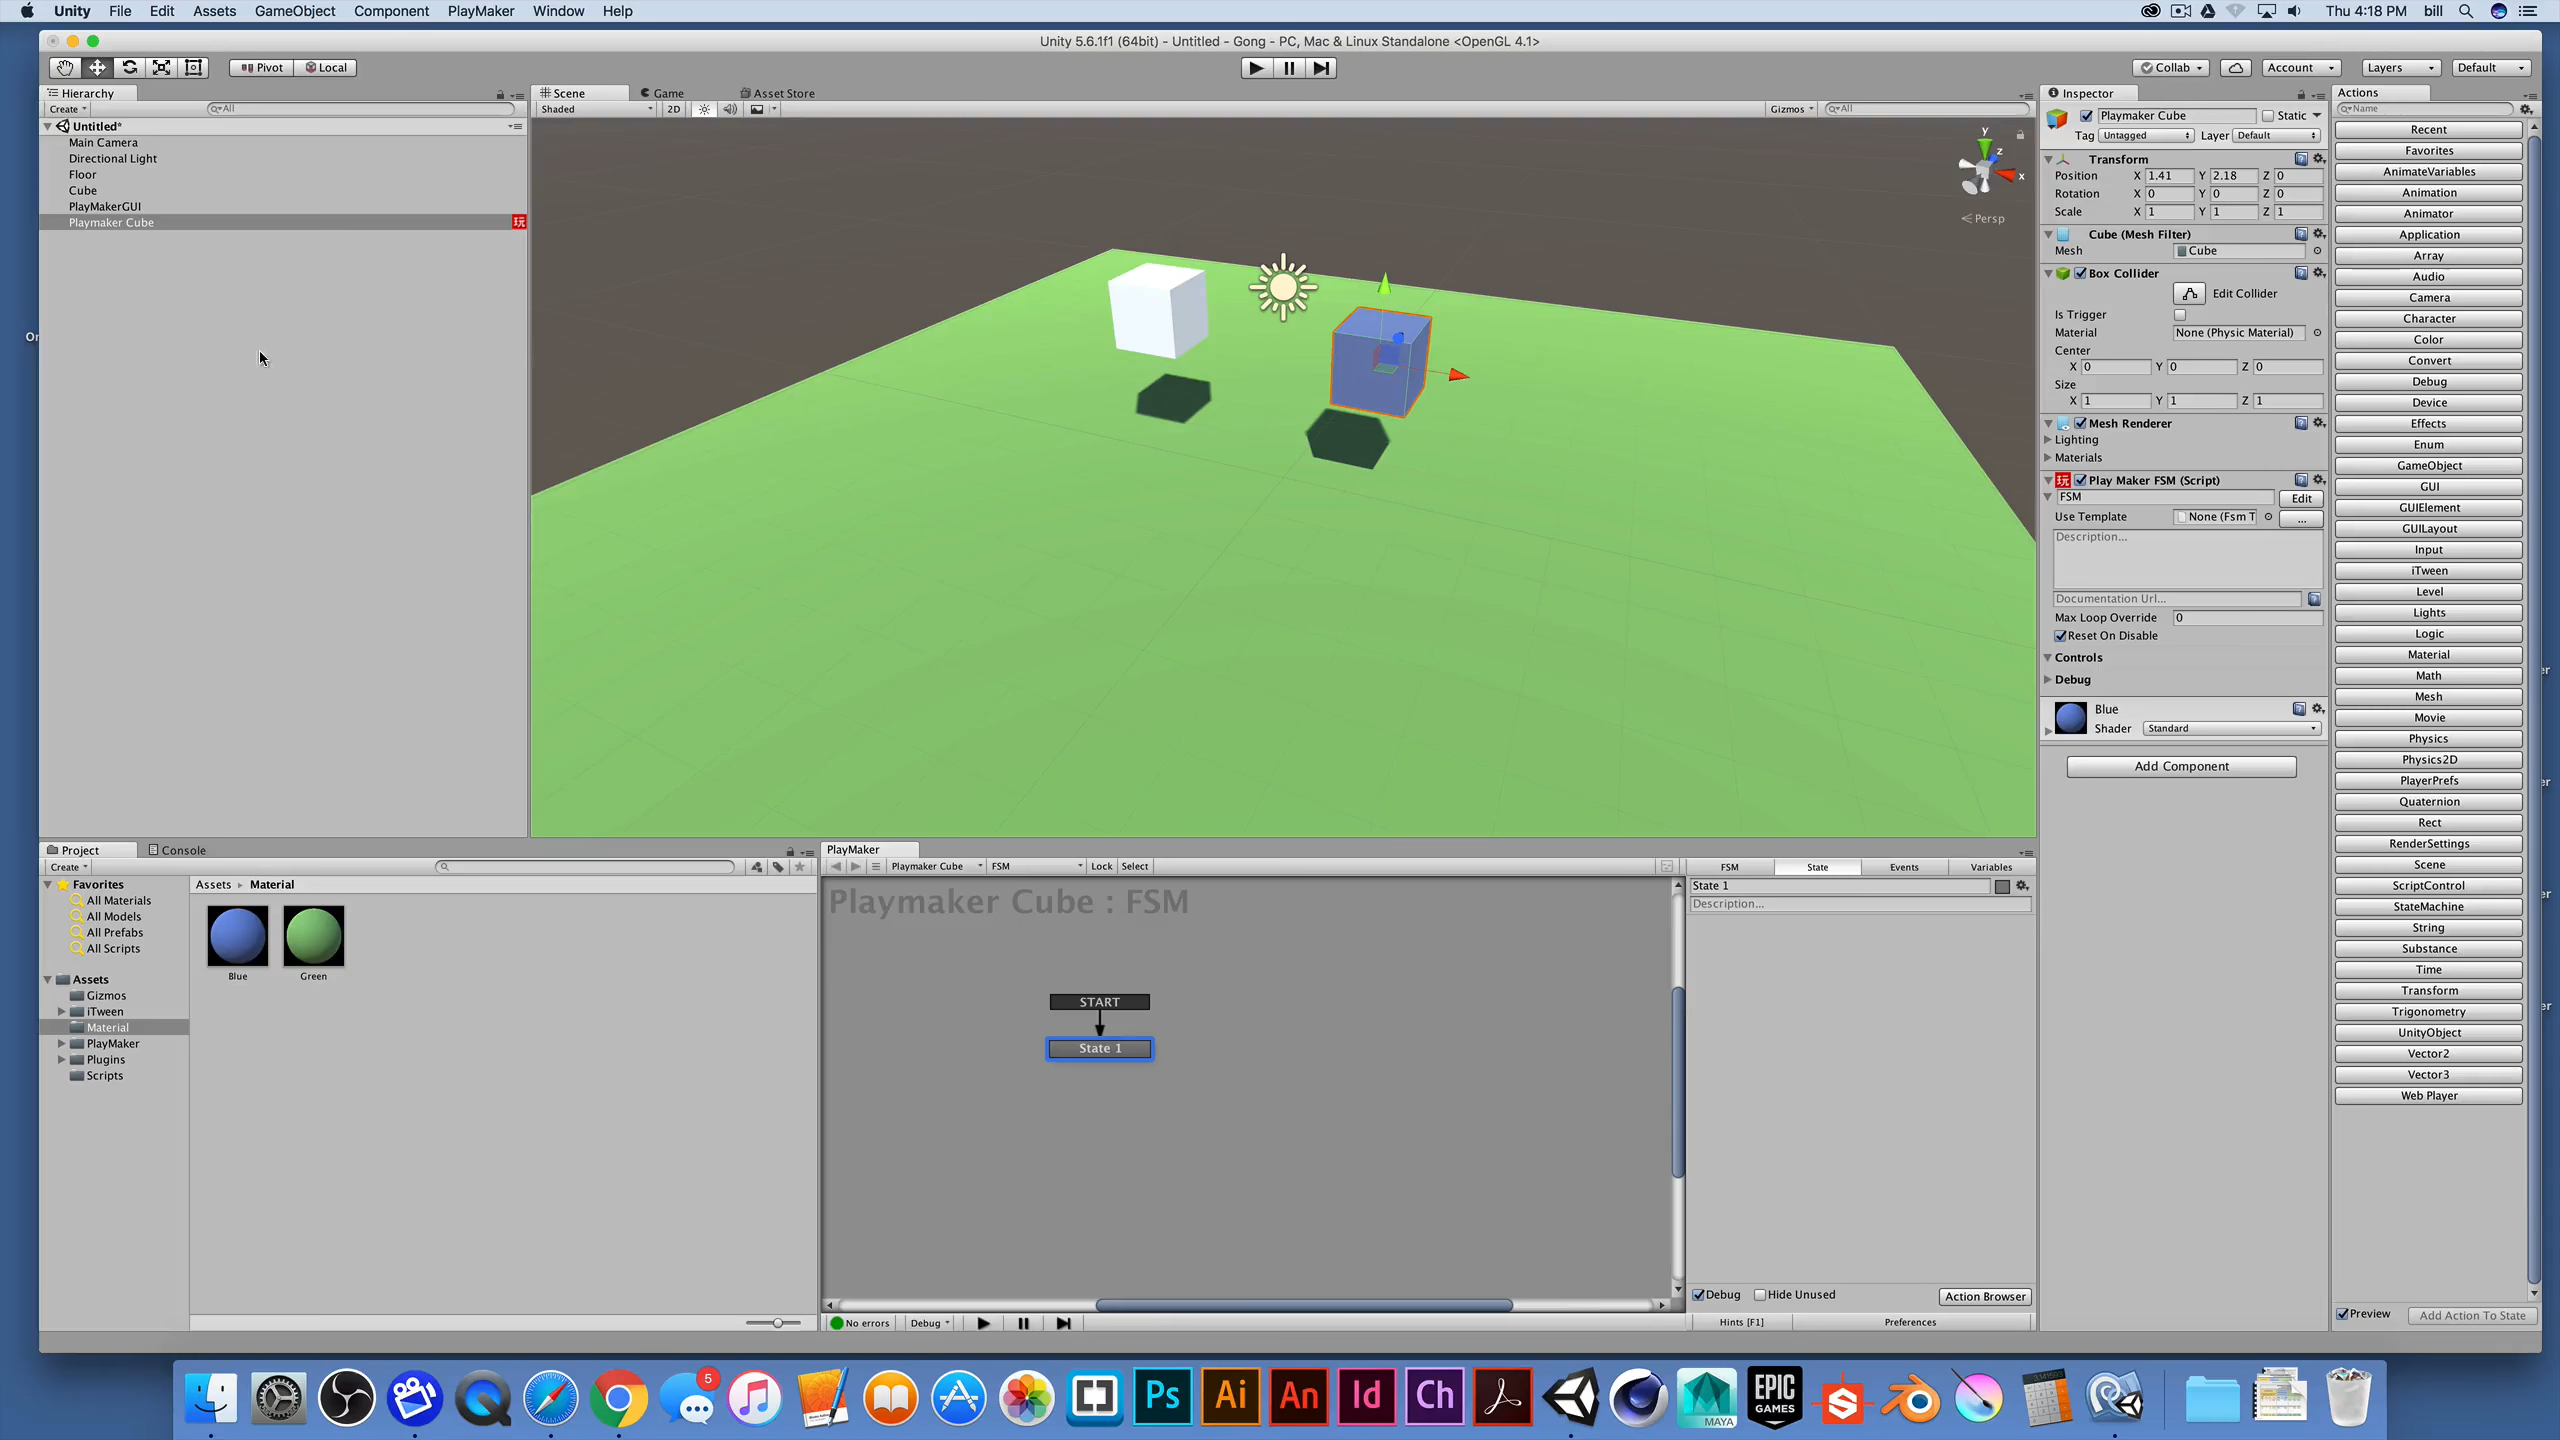 Unity File Edit Assets GameObject Component PlayMaker Window Help
Thu 4:18 PM bill
Unity 5.6.1f1 (64bit) - Untitled - Gong - PC, Mac & Linux Standalone <OpenGL 4.1>
Pivot Local
Collab Account Layers Default
Hierarchy
Create All
Untitled*
Main Camera
Directional Light
Floor
Cube
PlayMakerGUI
Playmaker Cube 玩
Scene Game Asset Store
Shaded 2D Gizmos All
y
z
x
Persp
Inspector
Playmaker Cube Static
Tag Untagged Layer Default
Transform
Position X 1.41 Y 2.18 Z 0
Rotation X 0 Y 0 Z 0
Scale X 1 Y 1 Z 1
Cube (Mesh Filter)
Mesh Cube
Box Collider
Edit Collider
Is Trigger
Material None (Physic Material)
Center
X 0 Y 0 Z 0
Size
X 1 Y 1 Z 1
Mesh Renderer
Lighting
Materials
玩 Play Maker FSM (Script)
FSM Edit
Use Template None (Fsm T ...
Description...
Documentation Url...
Max Loop Override 0
Reset On Disable
Controls
Debug
Blue
Shader Standard
Add Component
Actions
Name
Recent
Favorites
AnimateVariables
Animation
Animator
Application
Array
Audio
Camera
Character
Color
Convert
Debug
Device
Effects
Enum
GameObject
GUI
GUIElement
GUILayout
Input
iTween
Level
Lights
Logic
Material
Math
Mesh
Movie
Physics
Physics2D
PlayerPrefs
Quaternion
Rect
RenderSettings
Scene
ScriptControl
StateMachine
String
Substance
Time
Transform
Trigonometry
UnityObject
Vector2
Vector3
Web Player
Preview Add Action To State
Project Console
Create
Favorites
All Materials
All Models
All Prefabs
All Scripts
Assets
Gizmos
iTween
Material
PlayMaker
Plugins
Scripts
Assets Material
Blue Green
PlayMaker
Playmaker Cube FSM Lock Select
Playmaker Cube : FSM
START
State 1
No errors Debug
FSM State Events Variables
State 1
Description...
Debug Hide Unused Action Browser
Hints [F1] Preferences
5
Ps Ai An Id Ch
MAYA
EPIC
GAMES
Or